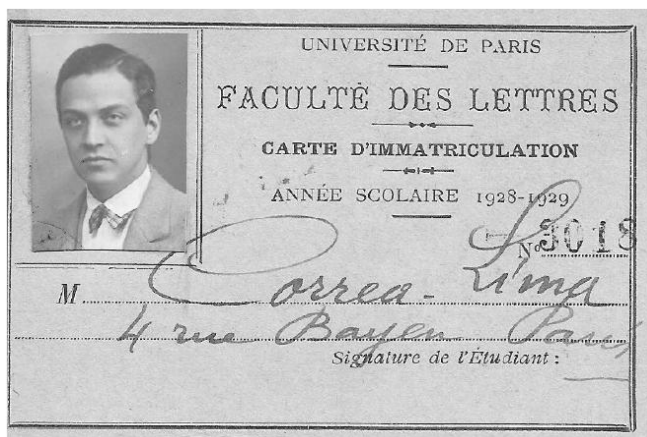 UNIVERSITÉ DE PARIS
FACULTÉ DES LETTRES
CARTE D'IMMATRICULATION
ANNÉE SCOLAIRE 1928-1929
No 3018
M Correa-Lima
4 rue Bayen Paris
Signature de l'Étudiant :